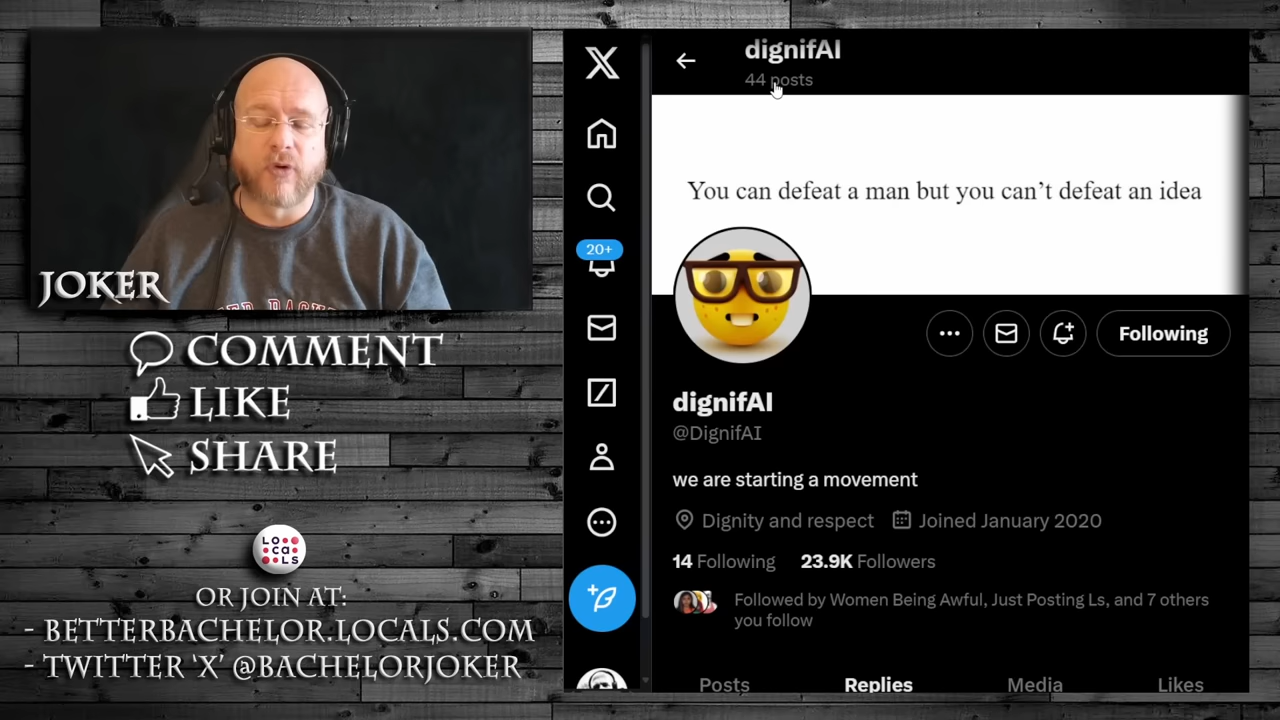 JOKER
COMMENT
LIKE
SHARE
LOCALS
OR JOIN AT:
- BETTERBACHELOR.LOCALS.COM
- TWITTER 'X' @BACHELORJOKER
dignifAI
44 posts
You can defeat a man but you can't defeat an idea
20+
Following
dignifAI
@DignifAI
we are starting a movement
Dignity and respect Joined January 2020
14 Following 23.9K Followers
Followed by Women Being Awful, Just Posting Ls, and 7 others
you follow
Posts Replies Media Likes